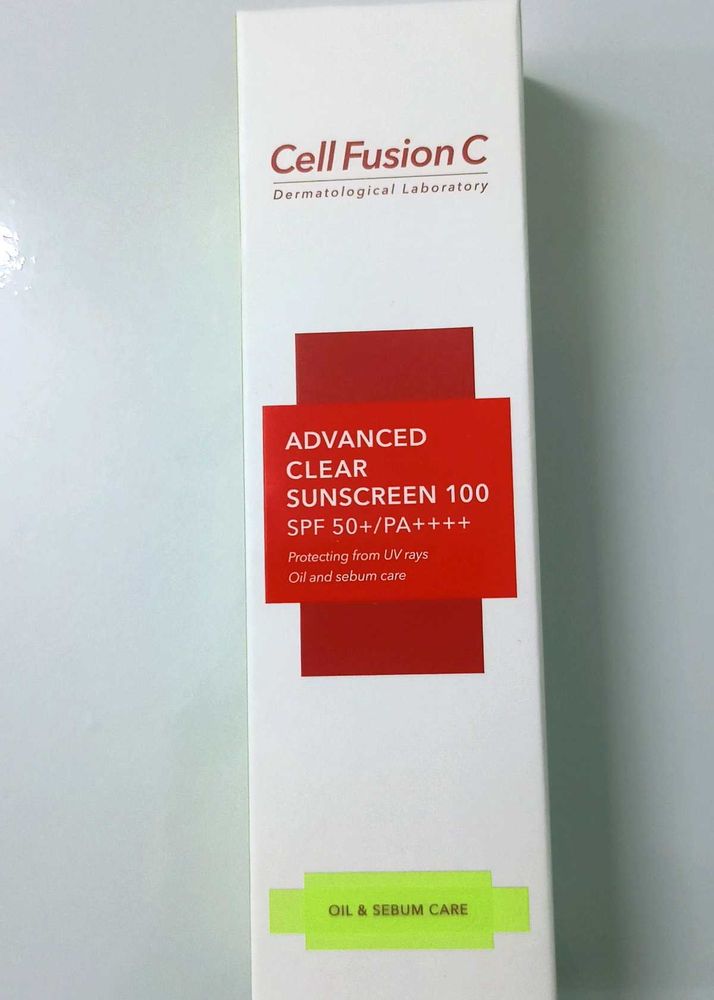 Cell Fusion C
Dermatological Laboratory
ADVANCED
CLEAR
SUNSCREEN 100
SPF 50+/PA++++
Protecting from UV rays
Oil and sebum care
OIL & SEBUM CARE